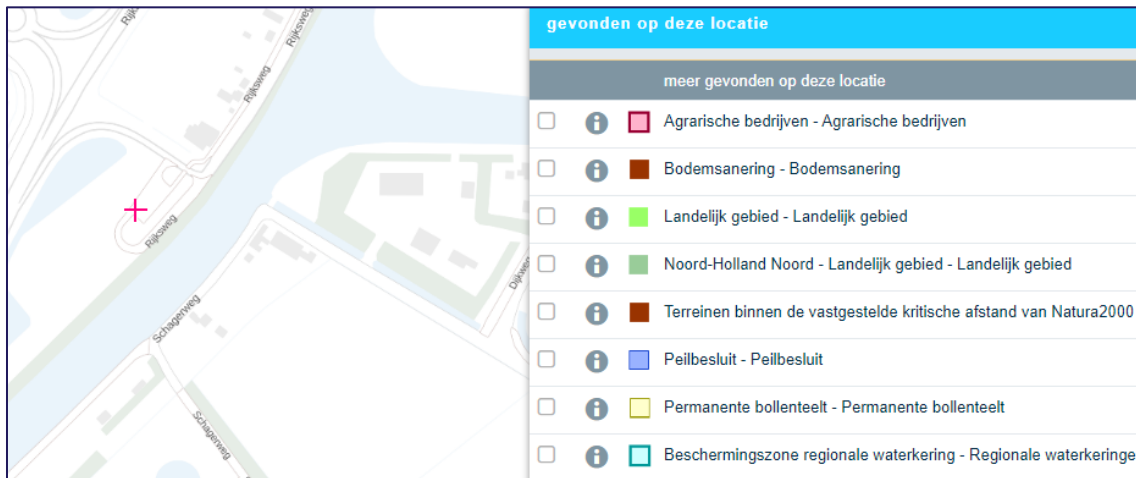 Rijksweg
Rijksweg
Rijksweg
Rijksweg
Schagerweg
Schagerweg
Dijkweg
gevonden op deze locatie
meer gevonden op deze locatie
Agrarische bedrijven - Agrarische bedrijven
Bodemsanering - Bodemsanering
Landelijk gebied - Landelijk gebied
Noord-Holland Noord - Landelijk gebied - Landelijk gebied
Terreinen binnen de vastgestelde kritische afstand van Natura2000
Peilbesluit - Peilbesluit
Permanente bollenteelt - Permanente bollenteelt
Beschermingszone regionale waterkering - Regionale waterkeringe